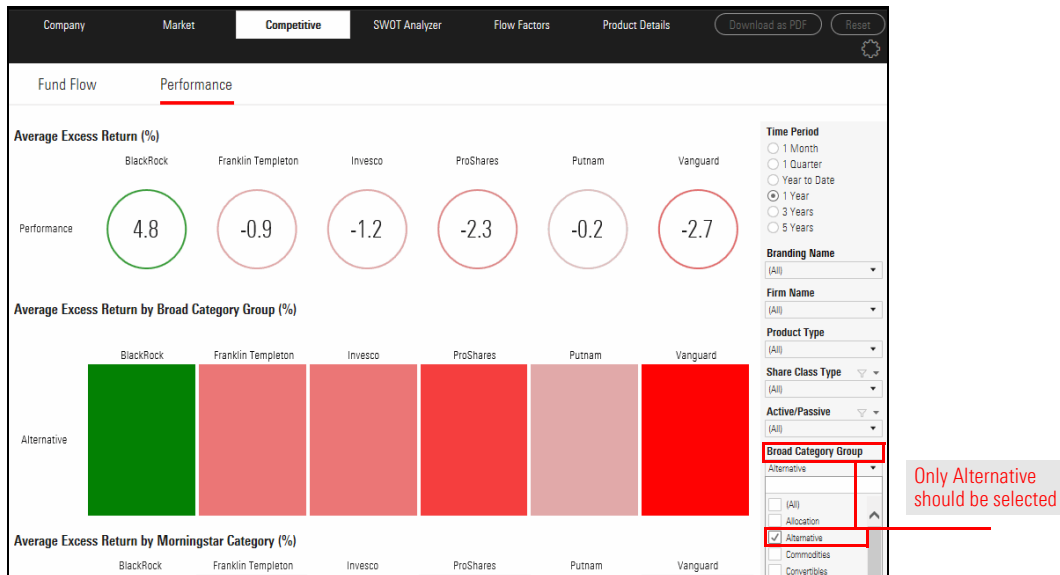 Company Market Competitive SWOT Analyzer Flow Factors Product Details Download as PDF Reset
Fund Flow Performance
Average Excess Return (%)
BlackRock Franklin Templeton Invesco ProShares Putnam Vanguard
Performance 4.8 -0.9 -1.2 -2.3 -0.2 -2.7
Average Excess Return by Broad Category Group (%)
BlackRock Franklin Templeton Invesco ProShares Putnam Vanguard
Alternative
Average Excess Return by Morningstar Category (%)
BlackRock Franklin Templeton Invesco ProShares Putnam Vanguard
Time Period
1 Month
1 Quarter
Year to Date
1 Year
3 Years
5 Years
Branding Name
(All)
Firm Name
(All)
Product Type
(All)
Share Class Type
(All)
Active/Passive
(All)
Broad Category Group
Alternative
(All)
Allocation
Alternative
Commodities
Convertibles
Only Alternative
should be selected